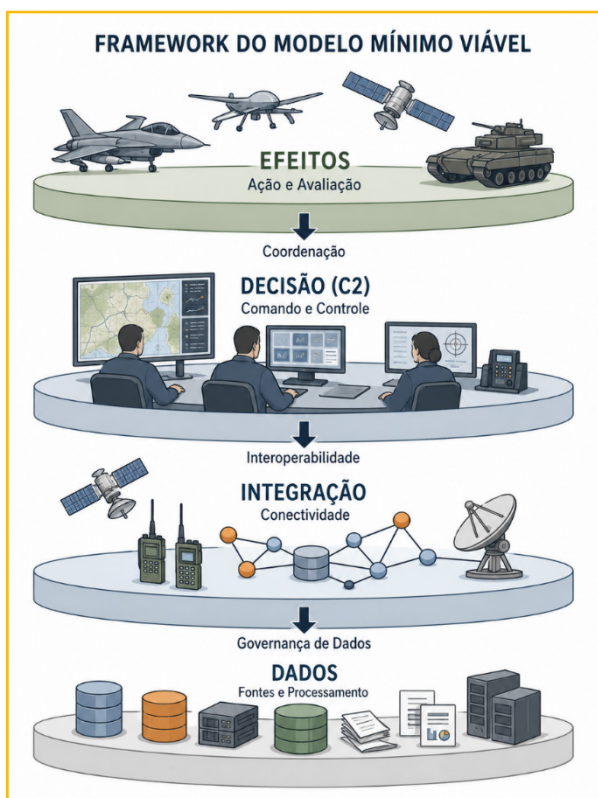 FRAMEWORK DO MODELO MÍNIMO VIÁVEL
EFEITOS
Ação e Avaliação
Coordenação
DECISÃO (C2)
Comando e Controle
Interoperabilidade
INTEGRAÇÃO
Conectividade
Governança de Dados
DADOS
Fontes e Processamento